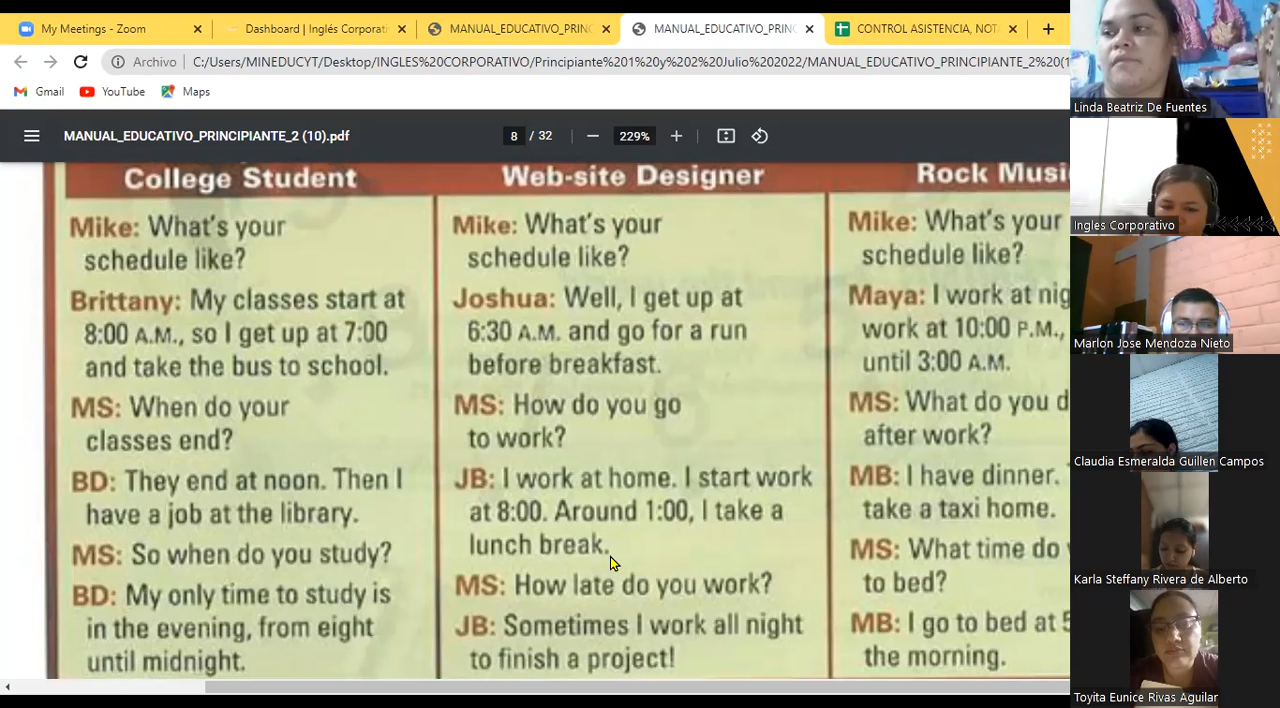 My Meetings - Zoom
Dashboard | Inglés Corporati
MANUAL_EDUCATIVO_PRINC
MANUAL_EDUCATIVO_PRINC
CONTROL ASISTENCIA, NOT
Archivo
C:/Users/MINEDUCYT/Desktop/INGLES%20CORPORATIVO/Principiante%201%20y%202%20Julio%202022/MANUAL_EDUCATIVO_PRINCIPIANTE_2%20(1
Gmail
YouTube
Maps
MANUAL_EDUCATIVO_PRINCIPIANTE_2 (10).pdf
8 / 32
229%
College Student
Mike: What's your
schedule like?
Brittany: My classes start at
8:00 A.M., so I get up at 7:00
and take the bus to school.
MS: When do your
classes end?
BD: They end at noon. Then I
have a job at the library.
MS: So when do you study?
BD: My only time to study is
in the evening, from eight
until midnight.
Web-site Designer
Mike: What's your
schedule like?
Joshua: Well, I get up at
6:30 A.M. and go for a run
before breakfast.
MS: How do you go
to work?
JB: I work at home. I start work
at 8:00. Around 1:00, I take a
lunch break.
MS: How late do you work?
JB: Sometimes I work all night
to finish a project!
Rock Musi
Mike: What's your
schedule like?
Maya: I work at nig
work at 10:00 P.M.,
until 3:00 A.M.
MS: What do you d
after work?
MB: I have dinner.
take a taxi home.
MS: What time do
to bed?
MB: I go to bed at 5
the morning.
Linda Beatriz De Fuentes
Ingles Corporativo
Marlon Jose Mendoza Nieto
Claudia Esmeralda Guillen Campos
Karla Steffany Rivera de Alberto
Toyita Eunice Rivas Aguilar